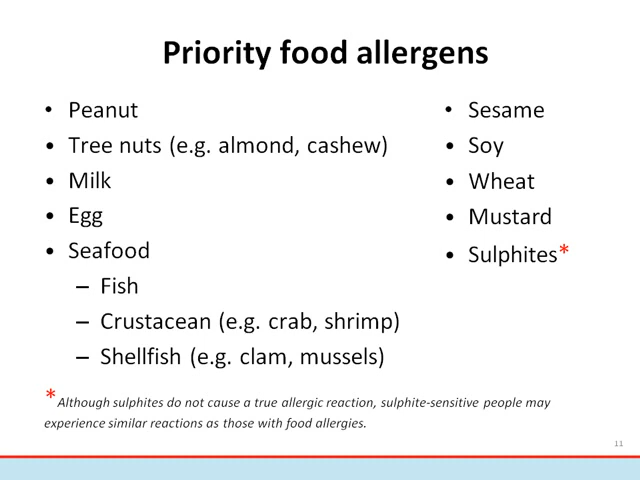 Priority food allergens
• Peanut
• Tree nuts (e.g. almond, cashew)
• Milk
• Egg
• Seafood
– Fish
– Crustacean (e.g. crab, shrimp)
– Shellfish (e.g. clam, mussels)
• Sesame
• Soy
• Wheat
• Mustard
• Sulphites*
*Although sulphites do not cause a true allergic reaction, sulphite-sensitive people may
experience similar reactions as those with food allergies.
11